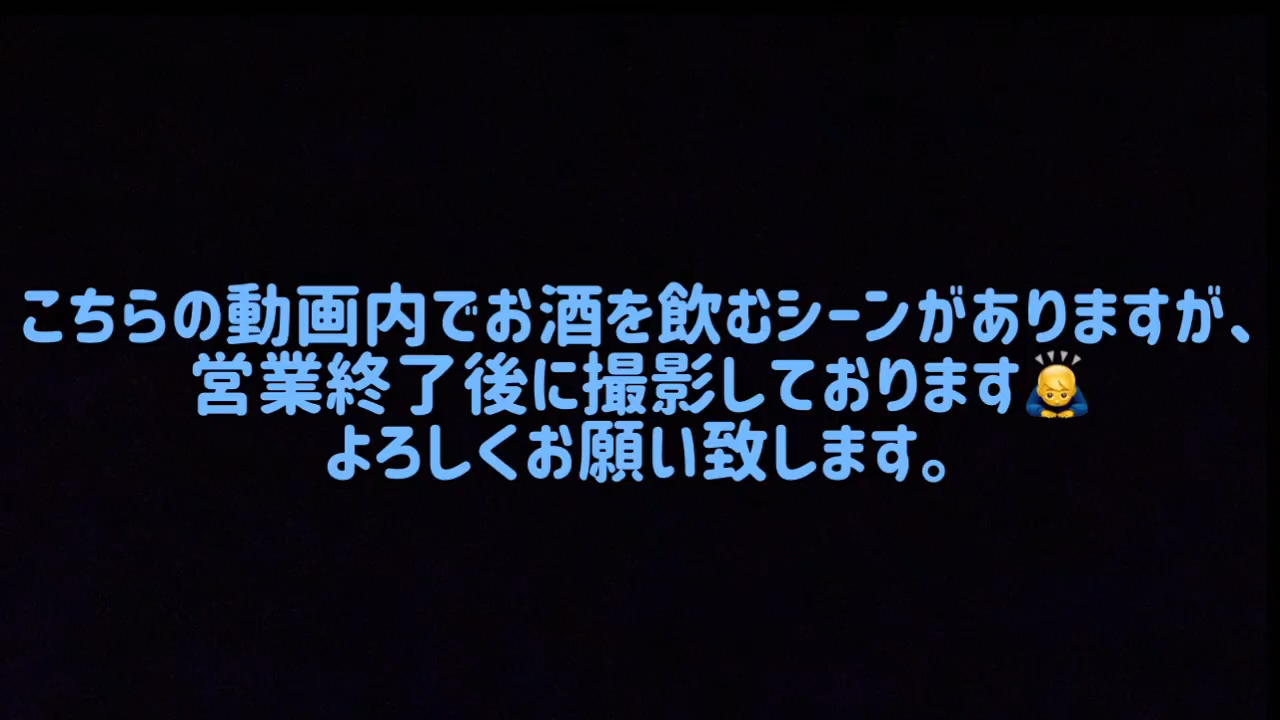 こちらの動画内でお酒を飲むシーンがありますが、
営業終了後に撮影しております🙇
よろしくお願い致します。